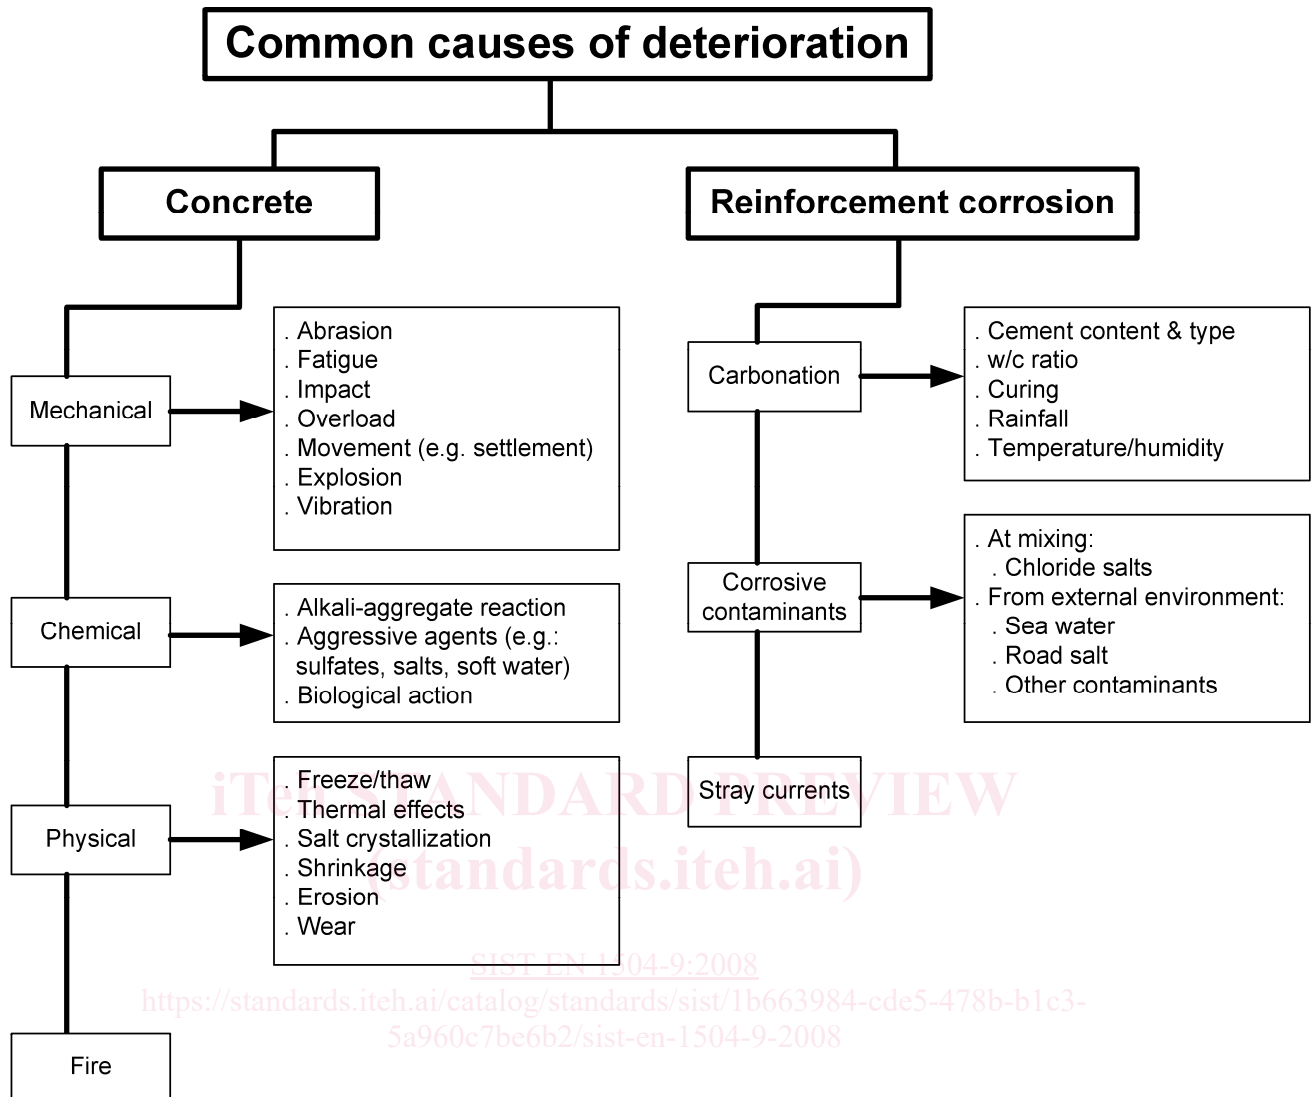 Common causes of deterioration
Concrete
Reinforcement corrosion
Mechanical
. Abrasion
. Fatigue
. Impact
. Overload
. Movement (e.g. settlement)
. Explosion
. Vibration
Chemical
. Alkali-aggregate reaction
. Aggressive agents (e.g.:
sulfates, salts, soft water)
. Biological action
Physical
. Freeze/thaw
. Thermal effects
. Salt crystallization
. Shrinkage
. Erosion
. Wear
Fire
Carbonation
. Cement content & type
. w/c ratio
. Curing
. Rainfall
. Temperature/humidity
Corrosive
contaminants
. At mixing:
. Chloride salts
. From external environment:
. Sea water
. Road salt
. Other contaminants
Stray currents
iTeh STANDARD PREVIEW
(standards.iteh.ai)
SIST EN 1504-9:2008
https://standards.iteh.ai/catalog/standards/sist/1b663984-cde5-478b-b1c3-
5a960c7be6b2/sist-en-1504-9-2008